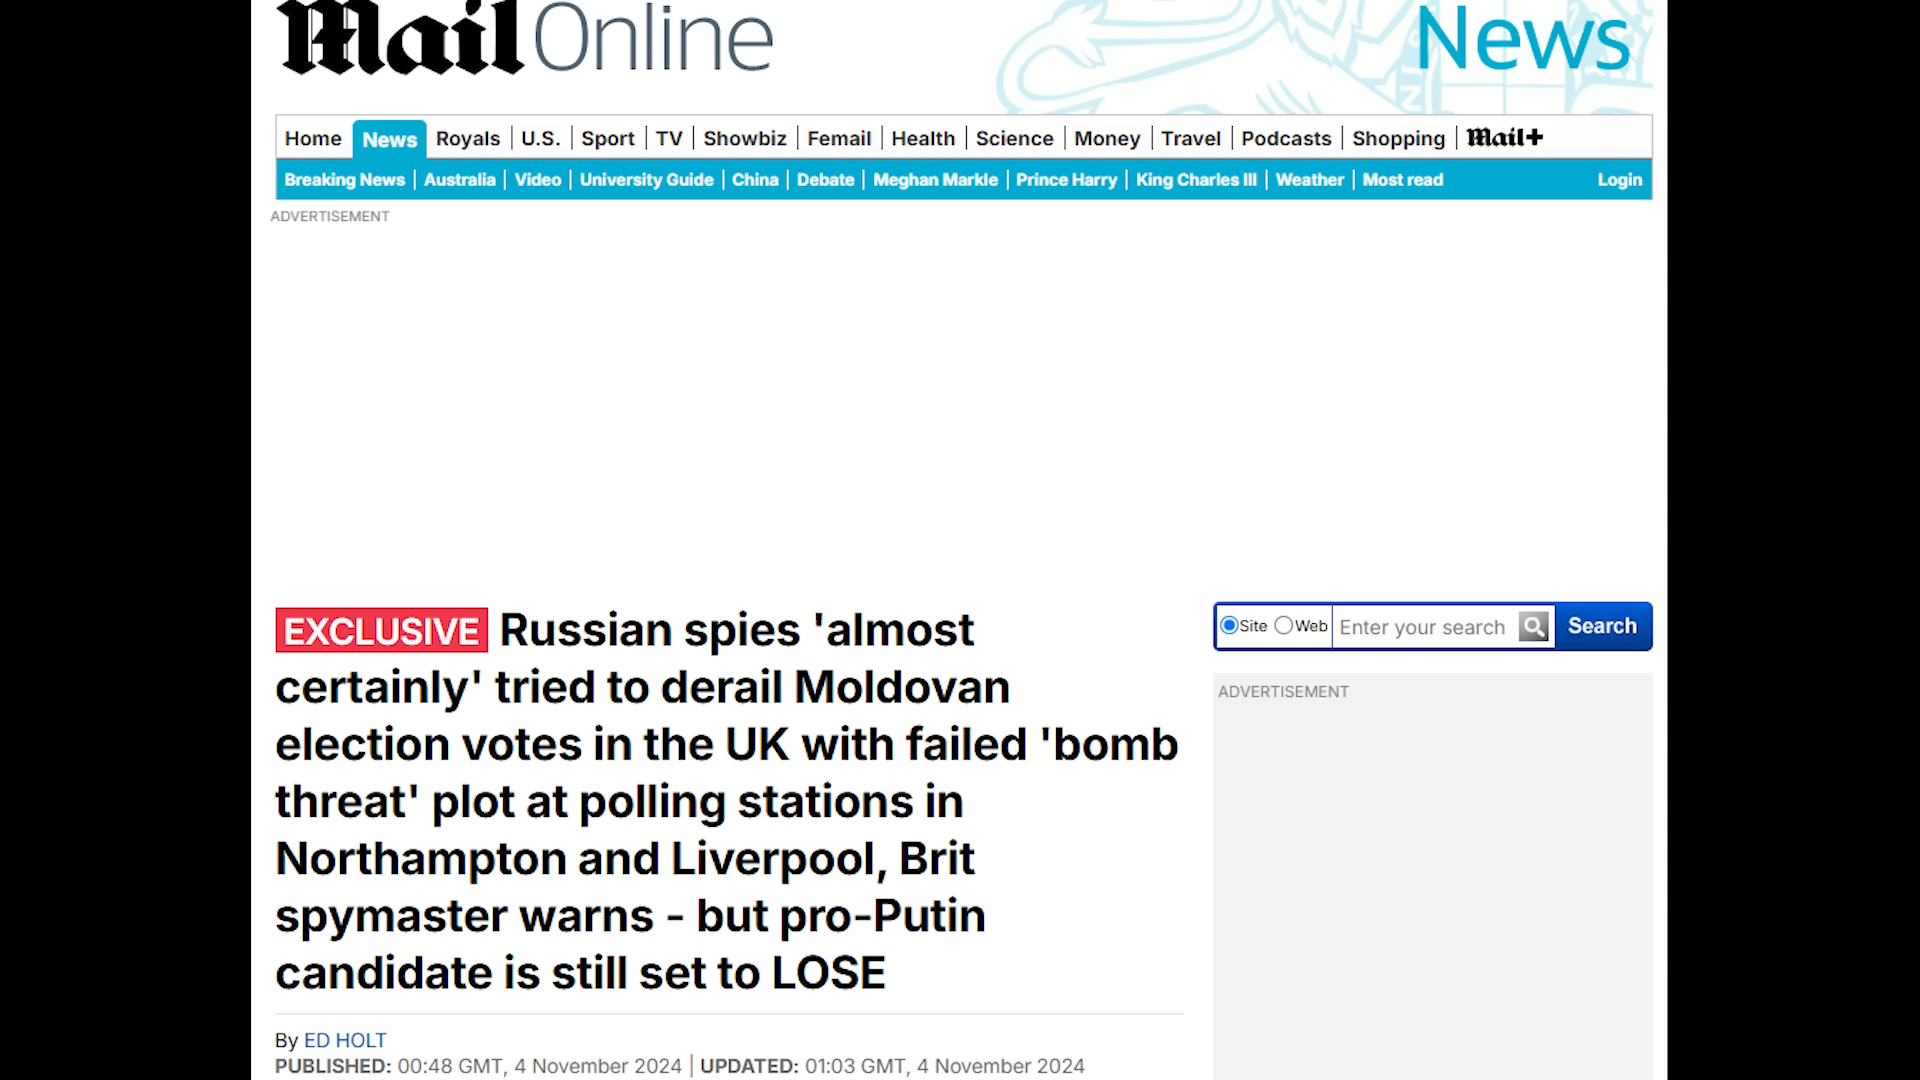 Mail Online
News
Home News Royals U.S. Sport TV Showbiz Femail Health Science Money Travel Podcasts Shopping Mail+
Breaking News Australia Video University Guide China Debate Meghan Markle Prince Harry King Charles III Weather Most read Login
ADVERTISEMENT
EXCLUSIVE Russian spies 'almost
certainly' tried to derail Moldovan
election votes in the UK with failed 'bomb
threat' plot at polling stations in
Northampton and Liverpool, Brit
spymaster warns - but pro-Putin
candidate is still set to LOSE
By ED HOLT
PUBLISHED: 00:48 GMT, 4 November 2024 | UPDATED: 01:03 GMT, 4 November 2024
Site Web Enter your search Search
ADVERTISEMENT